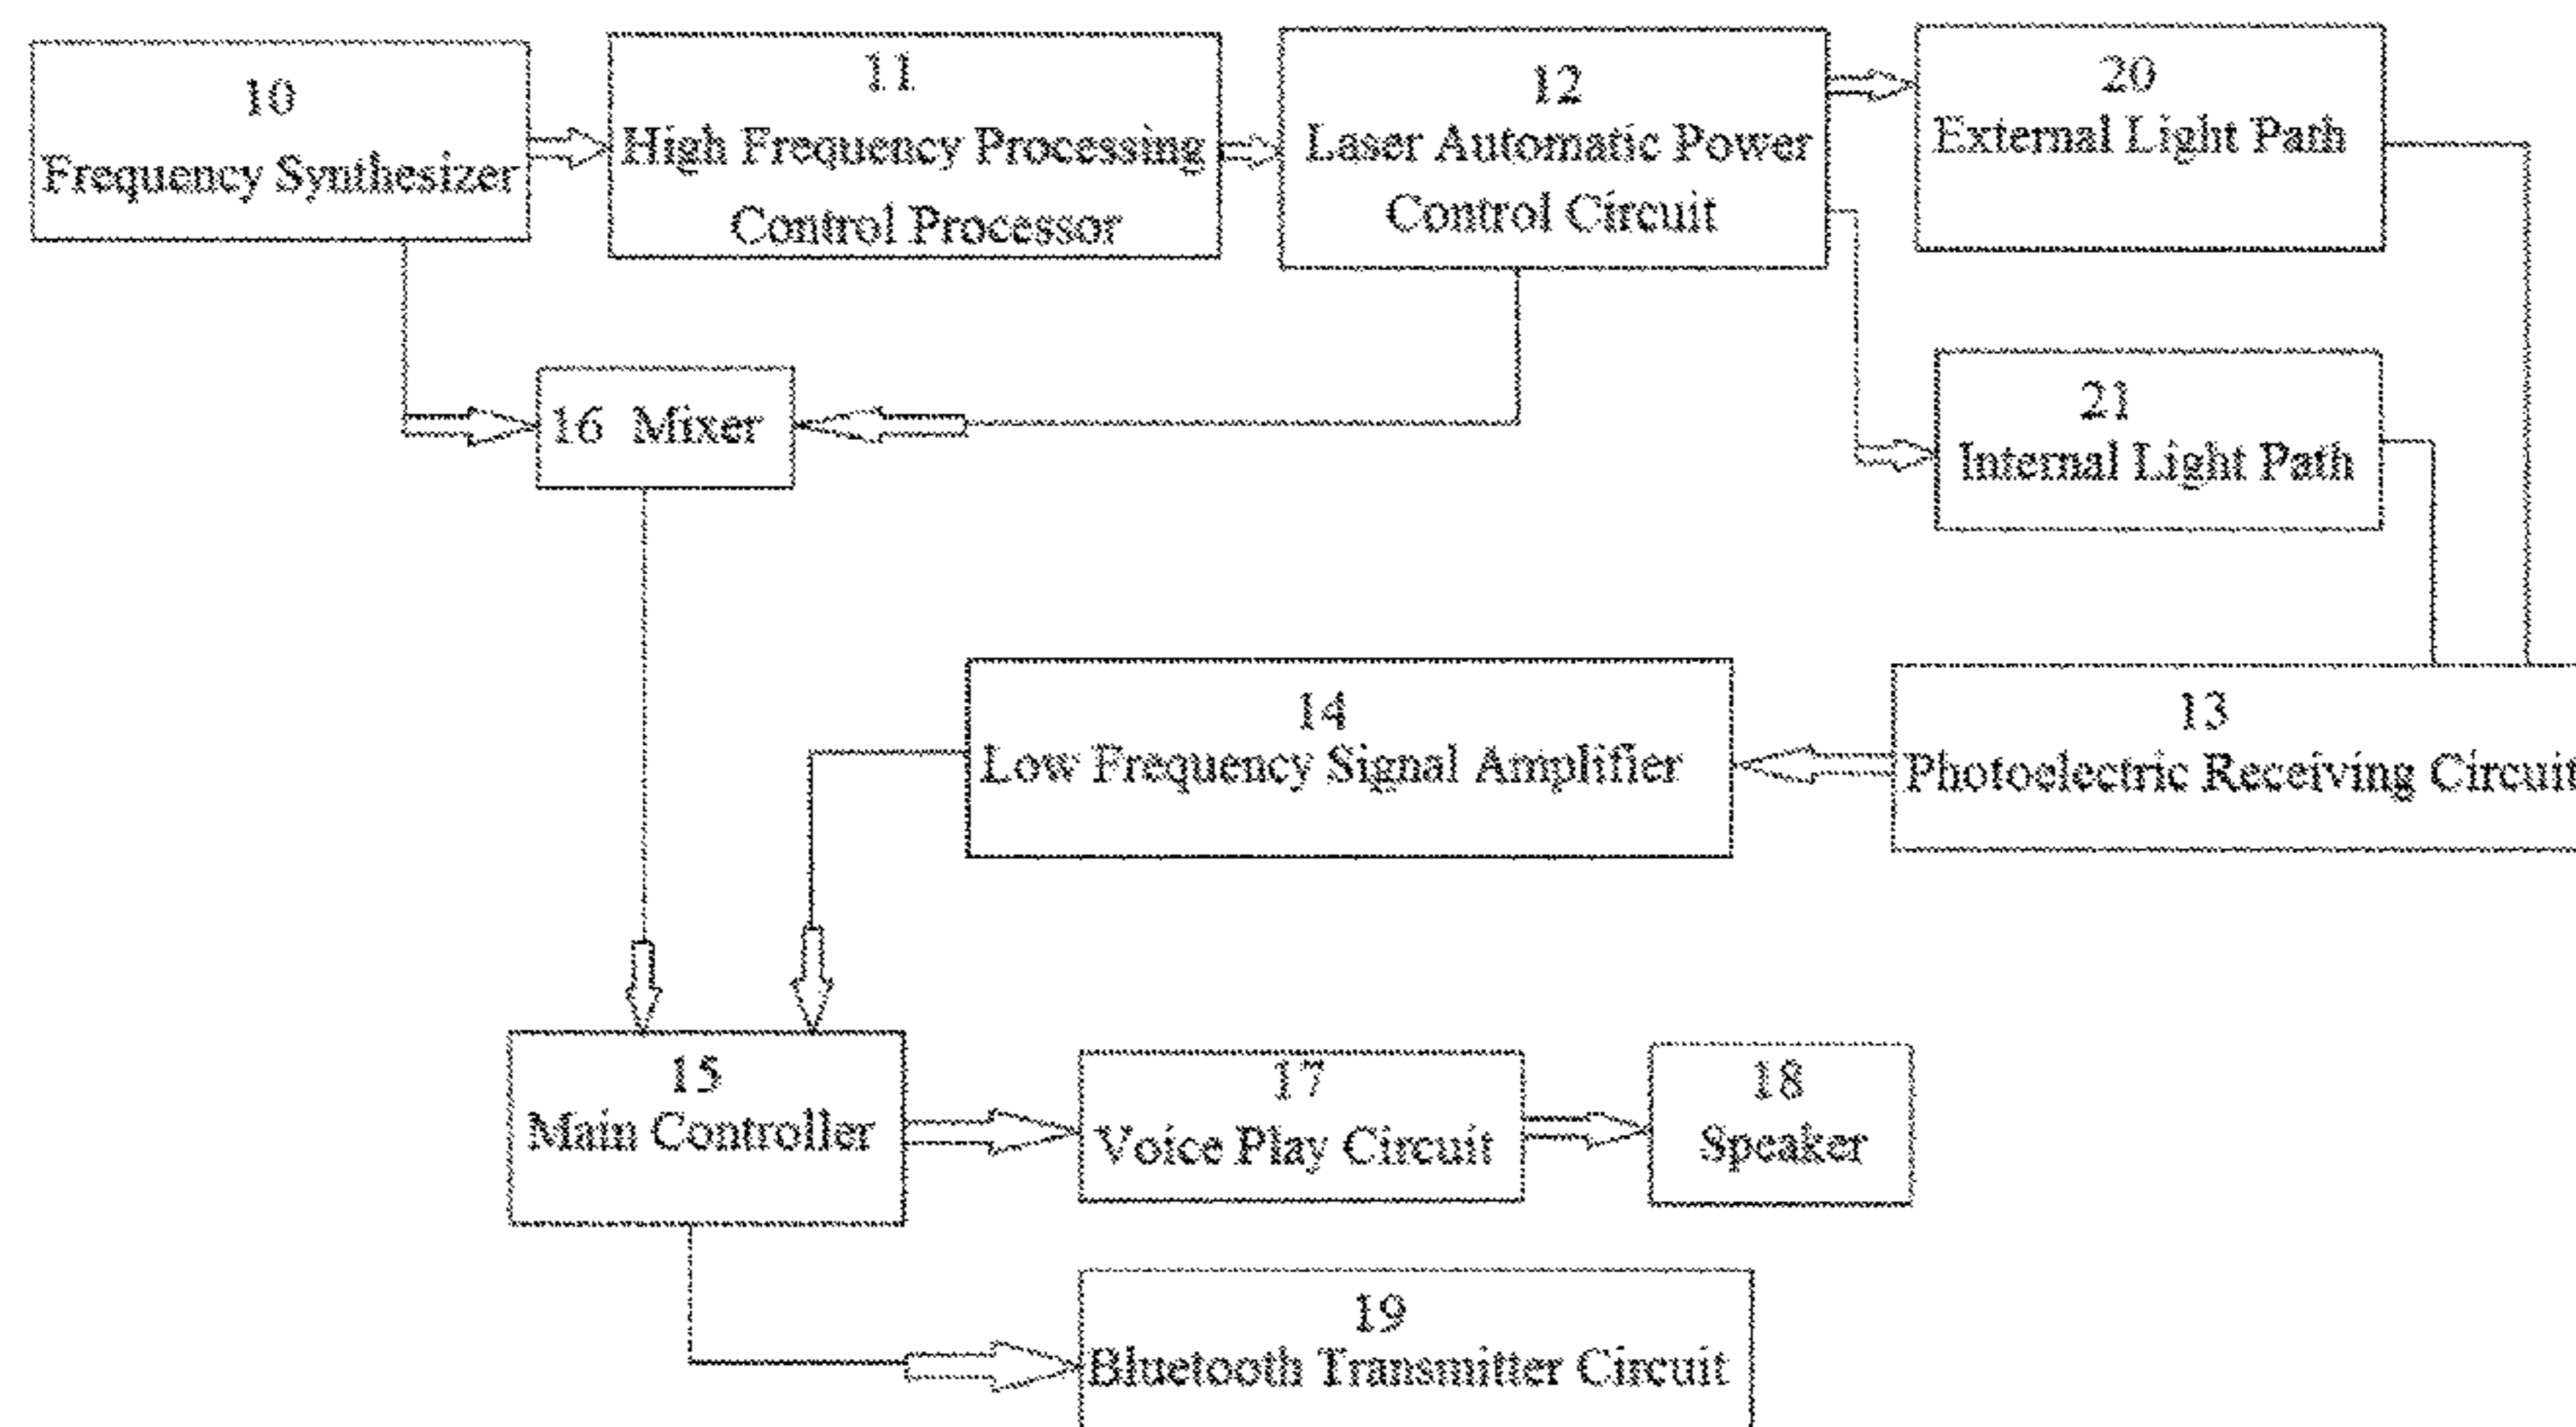 10
Frequency Synthesizer
11
High Frequency Processing
Control Processor
12
Laser Automatic Power
Control Circuit
20
External Light Path
16 Mixer
21
Internal Light Path
14
Low Frequency Signal Amplifier
13
Photoelectric Receiving Circuit
15
Main Controller
17
Voice Play Circuit
18
Speaker
19
Bluetooth Transmitter Circuit